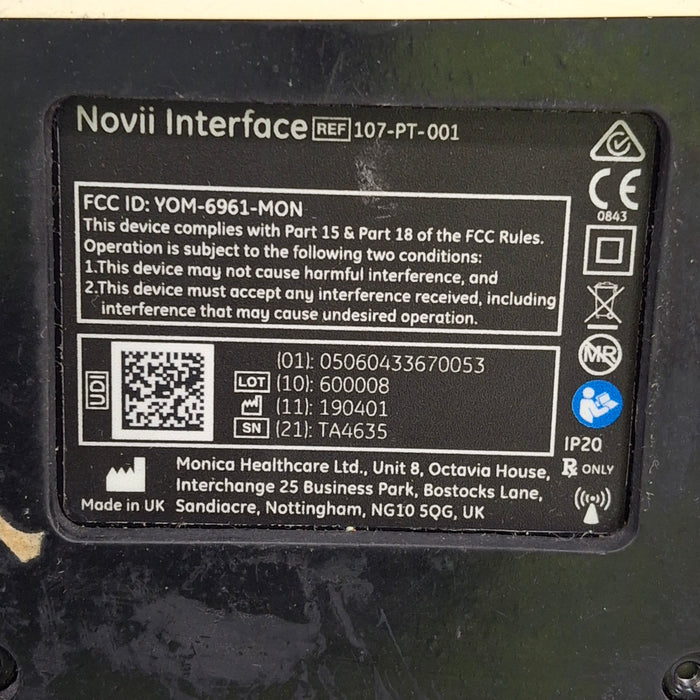 Novii Interface REF 107-PT-001
FCC ID: YOM-6961-MON
This device complies with Part 15 & Part 18 of the FCC Rules.
Operation is subject to the following two conditions:
1.This device may not cause harmful interference, and
2.This device must accept any interference received, including
interference that may cause undesired operation.
CE
0843
UDI
(01): 05060433670053
LOT (10): 600008
(11): 190401
SN (21): TA4635
MR
IP20
Rx ONLY
Monica Healthcare Ltd., Unit 8, Octavia House,
Interchange 25 Business Park, Bostocks Lane,
Made in UK Sandiacre, Nottingham, NG10 5QG, UK